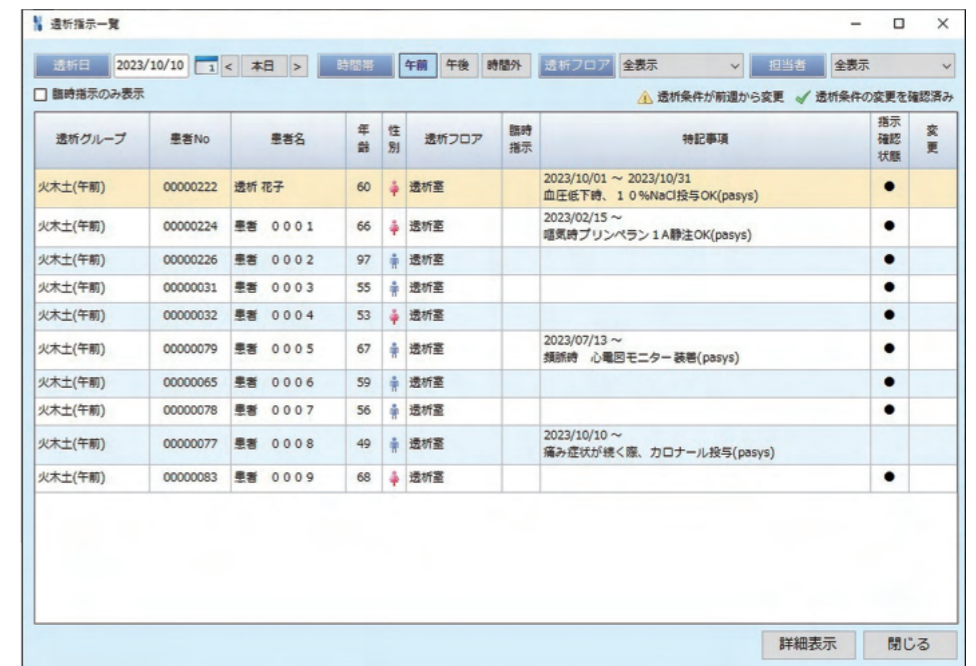 透析指示一覧
透析日 2023/10/10 1 < 本日 > 時間帯 午前 午後 時間外 透析フロア 全表示 担当者 全表示
臨時指示のみ表示 透析条件が前週から変更 透析条件の変更を確認済み
透析グループ 患者No 患者名 年齢 性別 透析フロア 臨時指示 特記事項 指示確認状態 変更
火木土(午前) 00000222 透析 花子 60 透析室 2023/10/01 ~ 2023/10/31
血圧低下時、10%NaCl投与OK(pasys) ●
火木土(午前) 00000224 患者 0001 66 透析室 2023/02/15 ~
嘔気時プリンペラン1A静注OK(pasys) ●
火木土(午前) 00000226 患者 0002 97 透析室 ●
火木土(午前) 00000031 患者 0003 55 透析室 ●
火木土(午前) 00000032 患者 0004 53 透析室 ●
火木土(午前) 00000079 患者 0005 67 透析室 2023/07/13 ~
頻脈時 心電図モニター装着(pasys) ●
火木土(午前) 00000065 患者 0006 59 透析室 ●
火木土(午前) 00000078 患者 0007 56 透析室 ●
火木土(午前) 00000077 患者 0008 49 透析室 2023/10/10 ~
痛み症状が続く際、カロナール投与(pasys)
火木土(午前) 00000083 患者 0009 68 透析室 ●
詳細表示 閉じる